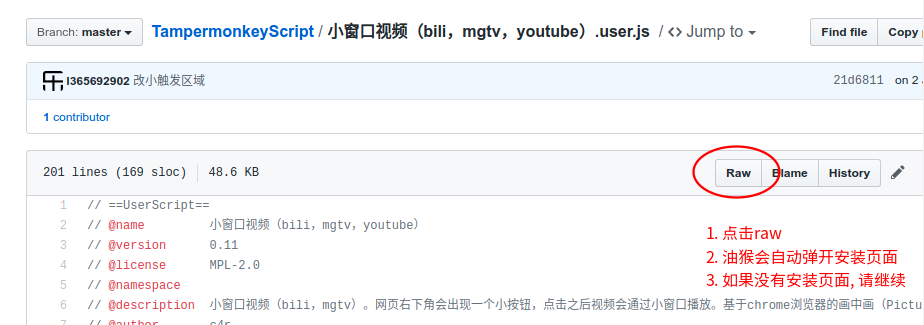 Branch: master
TampermonkeyScript / 小窗口视频（bili，mgtv，youtube）.user.js / <> Jump to
Find file
Copy
l365692902 改小触发区域
21d6811 on 2
1 contributor
201 lines (169 sloc) 48.6 KB
Raw
Blame
History
1 // ==UserScript==
2 // @name 小窗口视频（bili，mgtv，youtube）
3 // @version 0.11
4 // @license MPL-2.0
5 // @namespace
6 // @description 小窗口视频（bili，mgtv）。网页右下角会出现一个小按钮，点击之后视频会通过小窗口播放。基于chrome浏览器的画中画（Pictu
7 // @author c4r
1. 点击raw
2. 油猴会自动弹开安装页面
3. 如果没有安装页面, 请继续